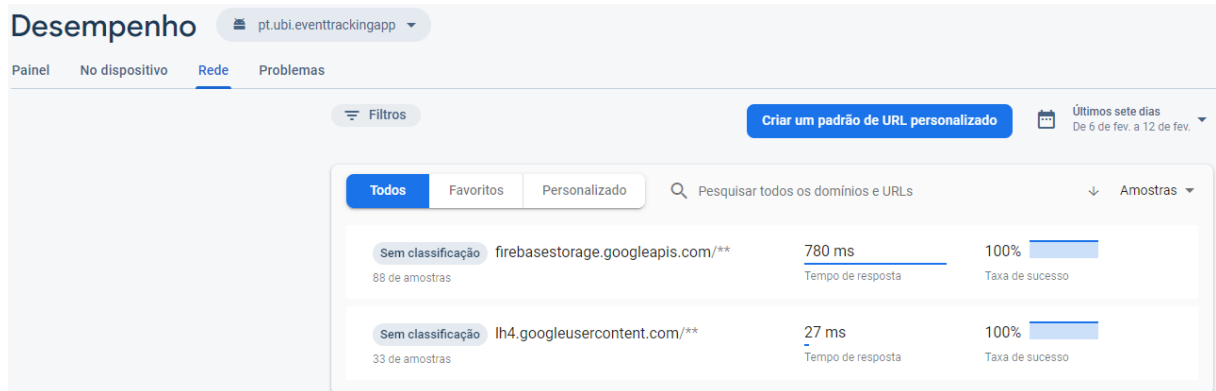 Desempenho pt.ubi.eventtrackingapp
Painel No dispositivo Rede Problemas
Filtros
Criar um padrão de URL personalizado
Últimos sete dias
De 6 de fev. a 12 de fev.
Todos Favoritos Personalizado Pesquisar todos os domínios e URLs Amostras
Sem classificação firebasestorage.googleapis.com/** 780 ms 100%
88 de amostras Tempo de resposta Taxa de sucesso
Sem classificação lh4.googleusercontent.com/** 27 ms 100%
33 de amostras Tempo de resposta Taxa de sucesso